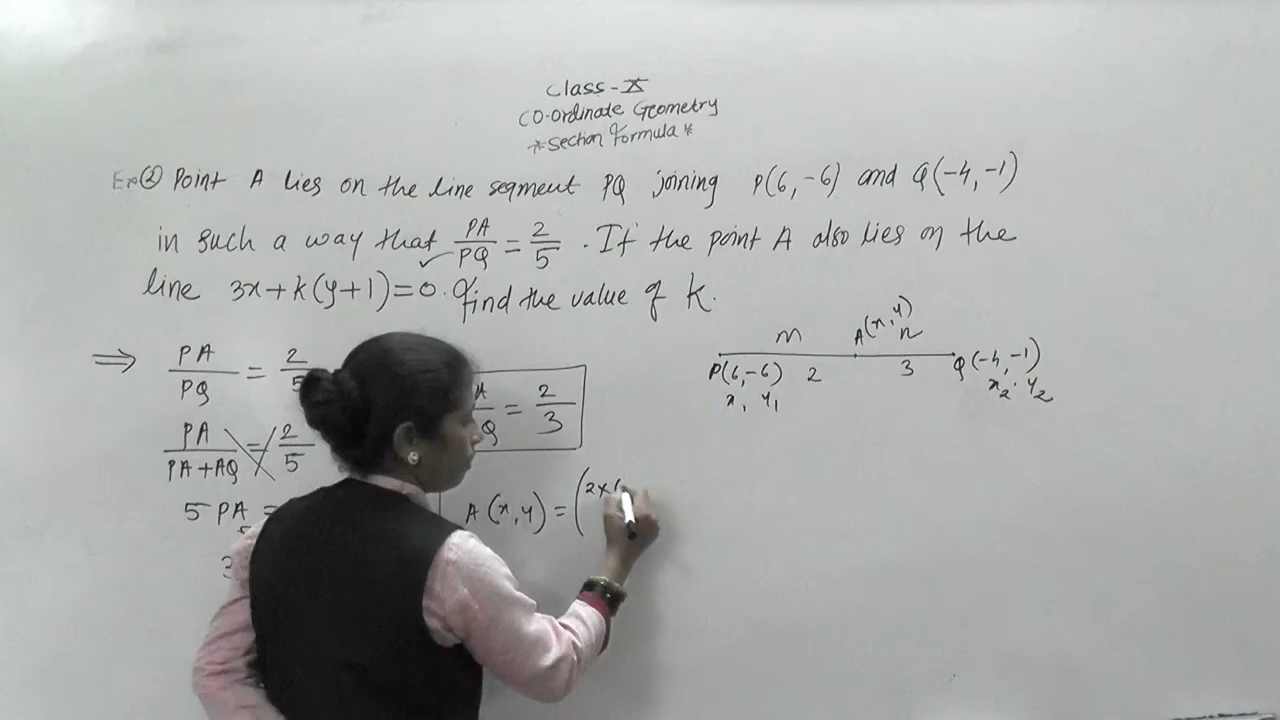 Class-X
CO-ordinate Geometry
*Section Formula*
Ex② Point A lies on the line segment PQ joining P(6,-6) and Q(-4,-1)
in such a way that PA/PQ = 2/5 . If the point A also lies on the
line 3x+k(y+1)=0. find the value of k.
⇒ PA/PQ = 2/5
PA/PA+AQ = 2/5
5 PA =
3
= 2/3
A(x,y) = (2×(
m A(x,y) n
P(6,-6) 2 3 Q(-4,-1)
x1 y1 x2 y2